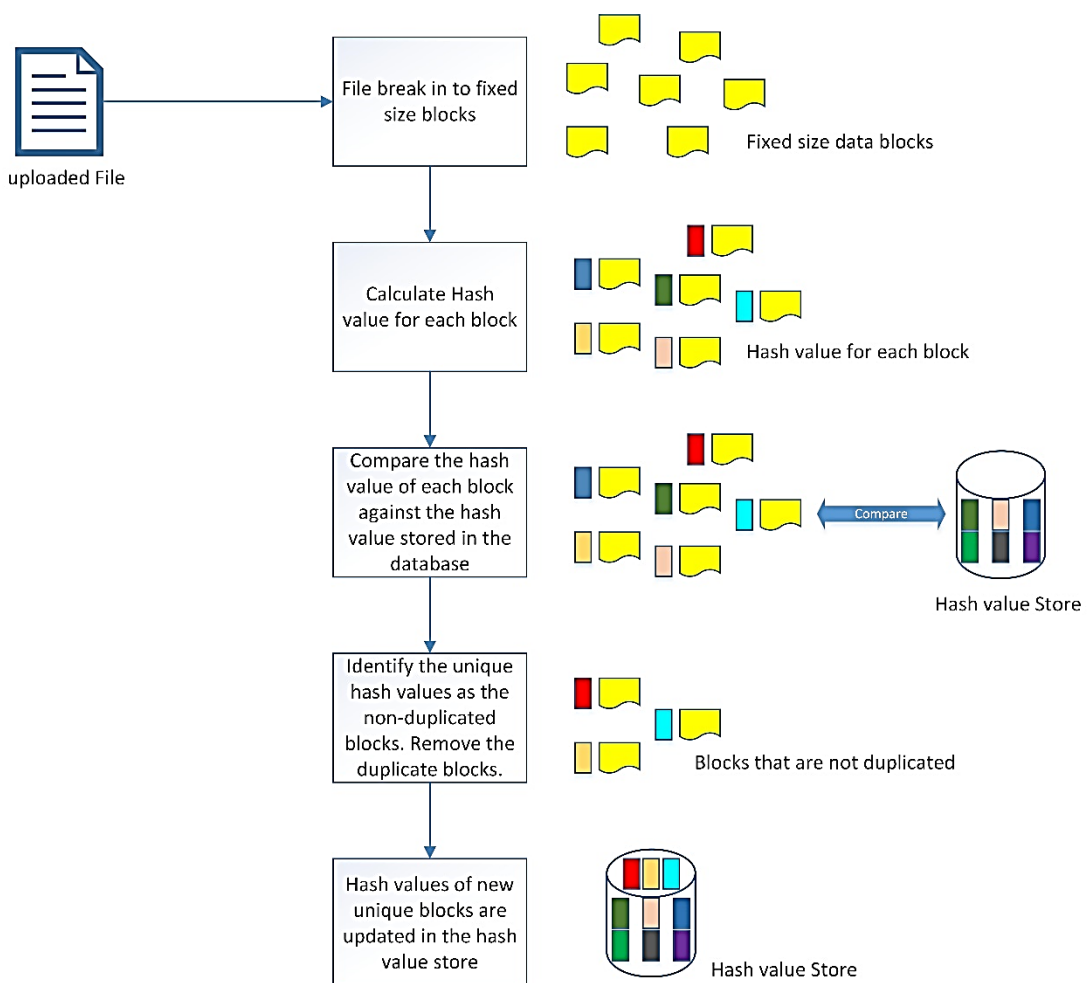 uploaded File
File break in to fixed
size blocks
Fixed size data blocks
Calculate Hash
value for each block
Hash value for each block
Compare the hash
value of each block
against the hash
value stored in the
database
Compare
Hash value Store
Identify the unique
hash values as the
non-duplicated
blocks. Remove the
duplicate blocks.
Blocks that are not duplicated
Hash values of new
unique blocks are
updated in the hash
value store
Hash value Store